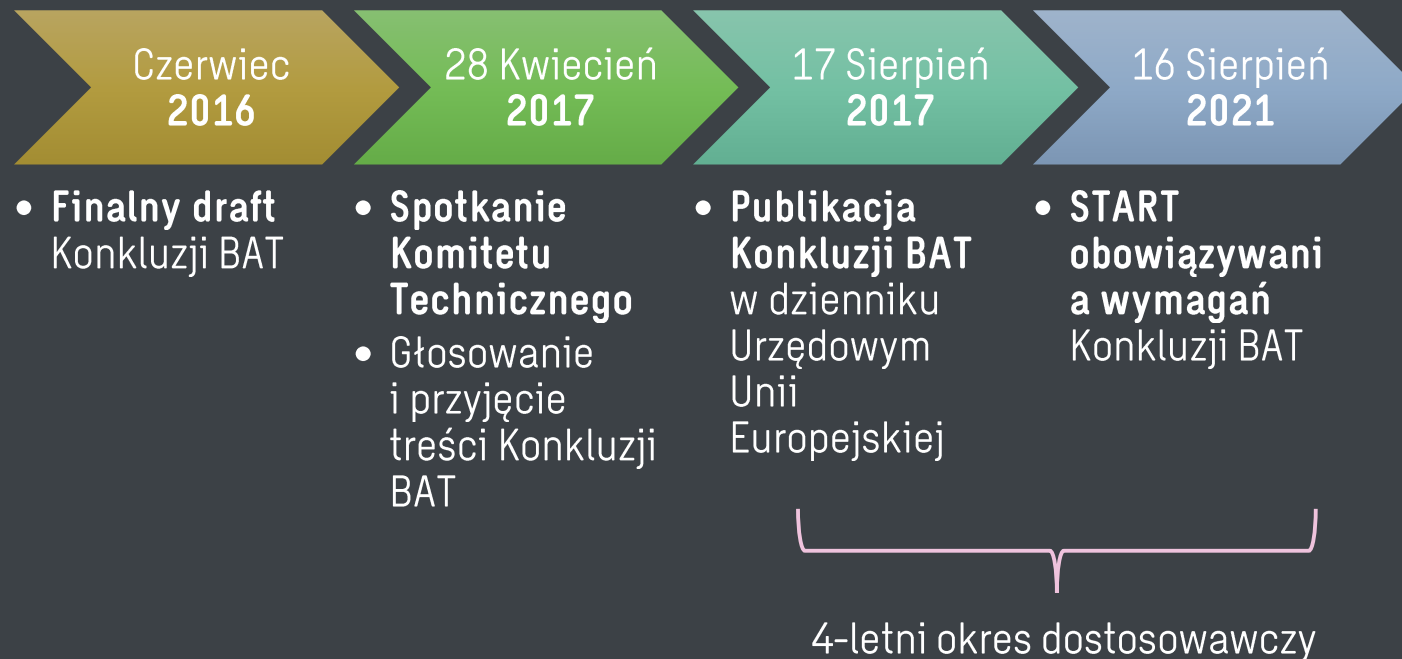 Czerwiec
2016
28 Kwiecień
2017
17 Sierpień
2017
16 Sierpień
2021
• Finalny draft
Konkluzji BAT
• Spotkanie
Komitetu
Technicznego
• Głosowanie
i przyjęcie
treści Konkluzji
BAT
• Publikacja
Konkluzji BAT
w dzienniku
Urzędowym
Unii
Europejskiej
• START
obowiązywani
a wymagań
Konkluzji BAT
4-letni okres dostosowawczy